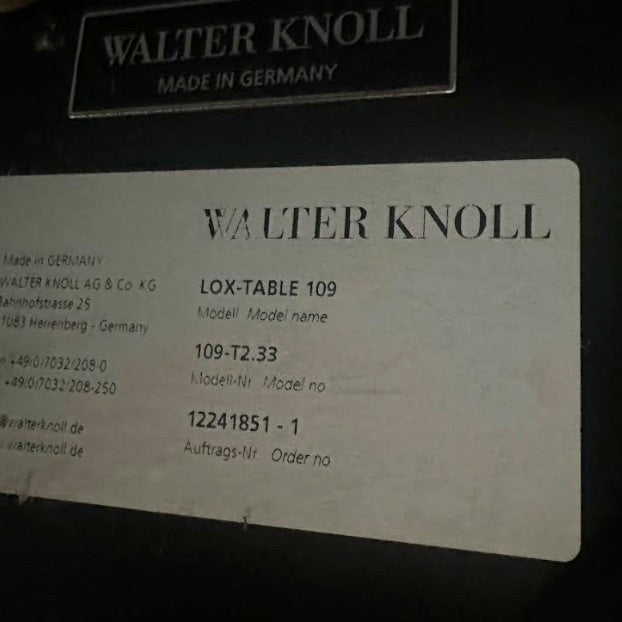 WALTER KNOLL
MADE IN GERMANY
WALTER KNOLL
Made in GERMANY
WALTER KNOLL AG & Co. KG
Bahnhofstrasse 25
1083 Herrenberg - Germany
+49(0)7032/208-0
+49(0)7032/208-250
@walterknoll.de
walterknoll.de
LOX-TABLE 109
Modell Model name
109-T2.33
Modell-Nr. Model no
12241851 - 1
Auftrags-Nr. Order no